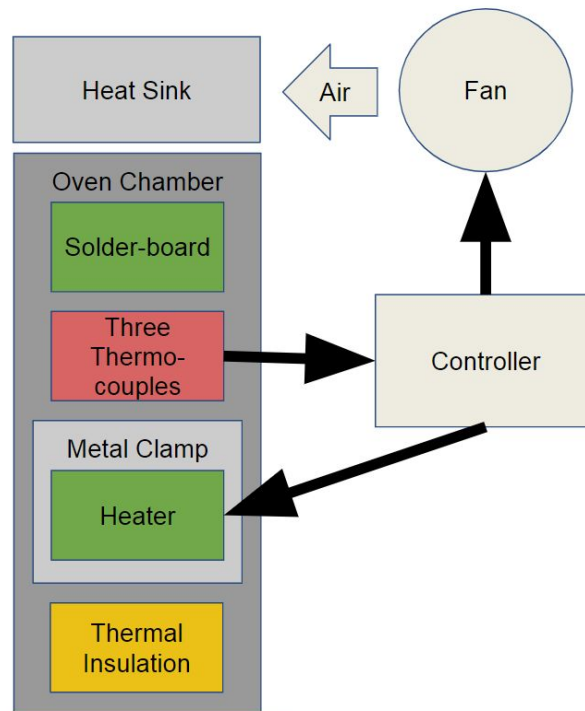 Heat Sink
Air
Fan
Oven Chamber
Solder-board
Three
Thermo-
couples
Controller
Metal Clamp
Heater
Thermal
Insulation